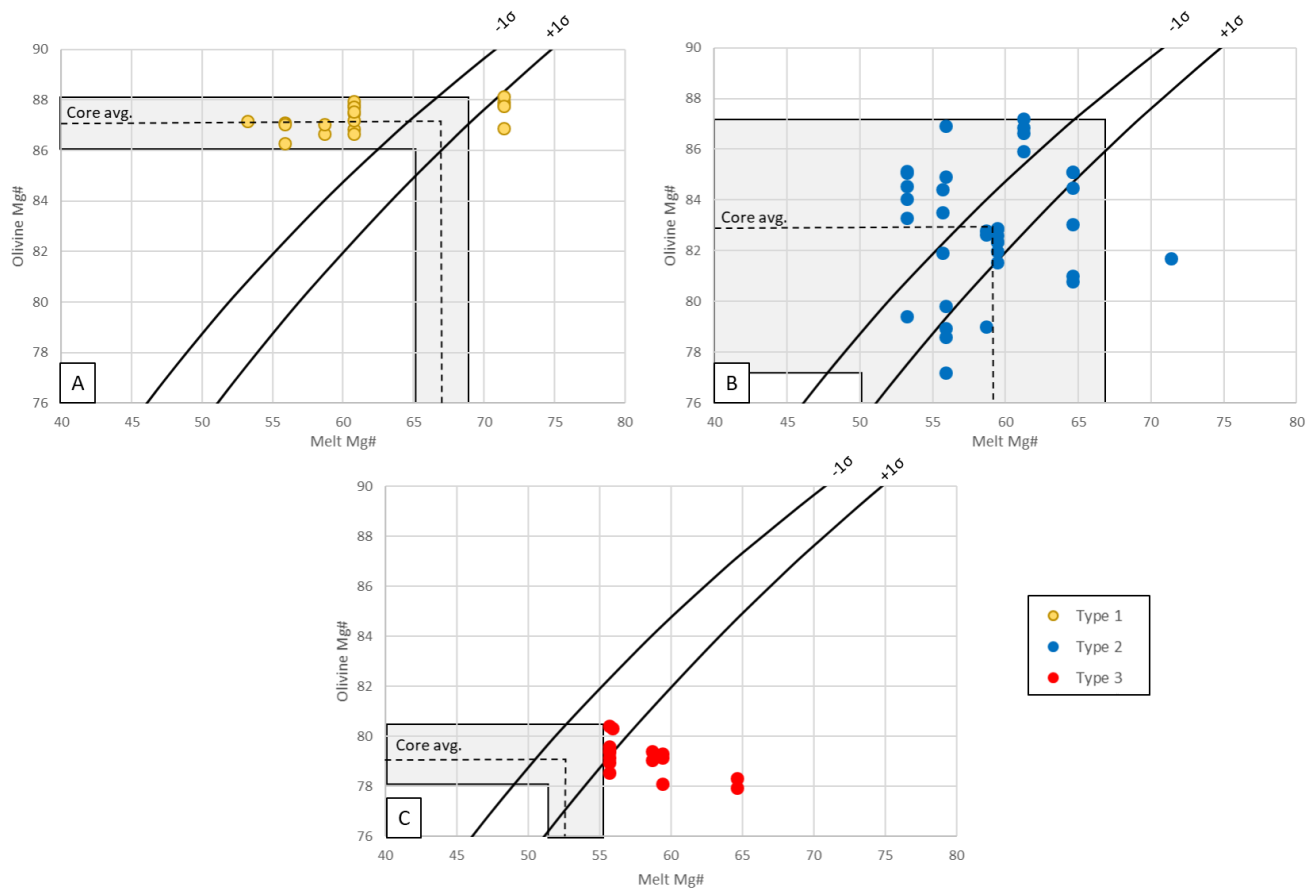 -1σ
+1σ
90
88
86
84
82
80
78
76
Olivine Mg#
Core avg.
A
40 45 50 55 60 65 70 75 80
Melt Mg#
-1σ
+1σ
90
88
86
84
82
80
78
76
Olivine Mg#
Core avg.
B
40 45 50 55 60 65 70 75 80
Melt Mg#
-1σ
+1σ
90
88
86
84
82
80
78
76
Olivine Mg#
Core avg.
C
40 45 50 55 60 65 70 75 80
Melt Mg#
Type 1
Type 2
Type 3